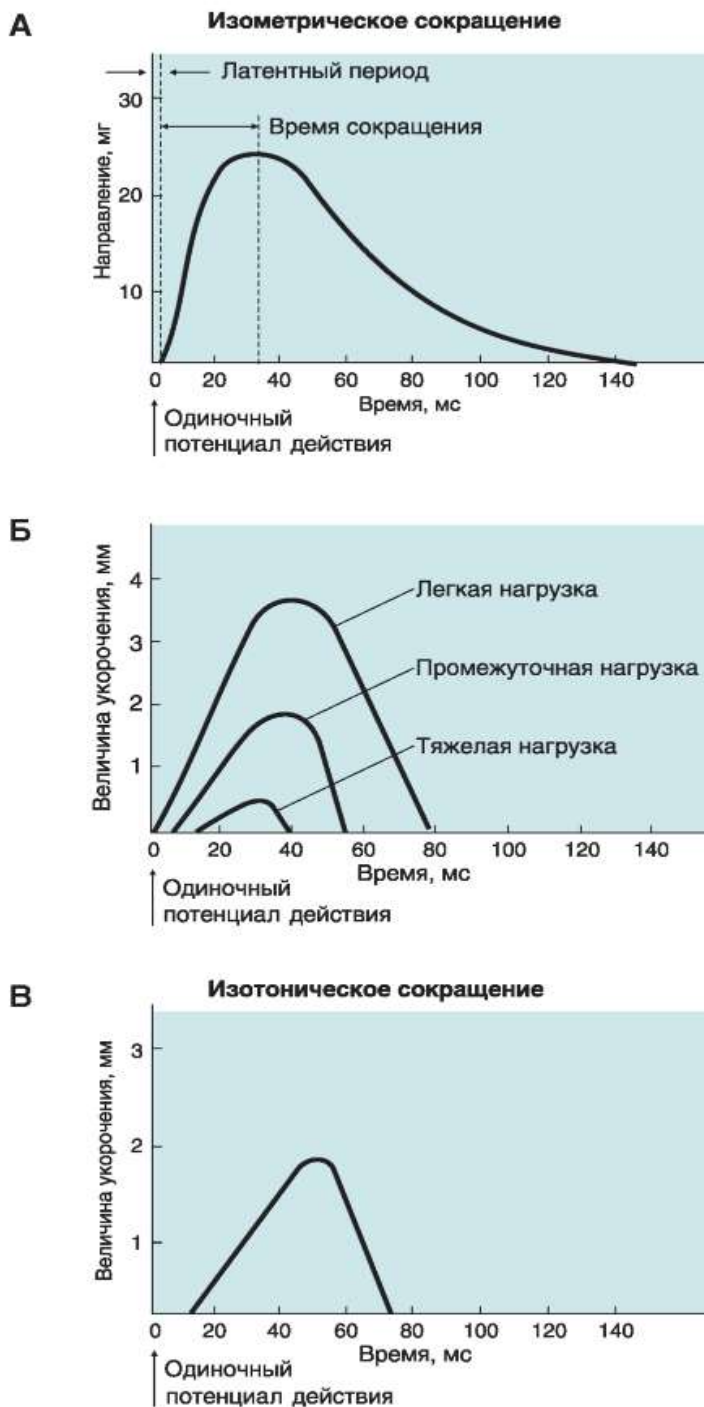 А
Изометрическое сокращение
Латентный период
Время сокращения
Направление, мг
30
20
10
0 20 40 60 80 100 120 140
Время, мс
Одиночный
потенциал действия
Б
Величина укорочения, мм
4
3
2
1
Легкая нагрузка
Промежуточная нагрузка
Тяжелая нагрузка
0 20 40 60 80 100 120 140
Время, мс
Одиночный
потенциал действия
В
Изотоническое сокращение
Величина укорочения, мм
3
2
1
0 20 40 60 80 100 120 140
Время, мс
Одиночный
потенциал действия